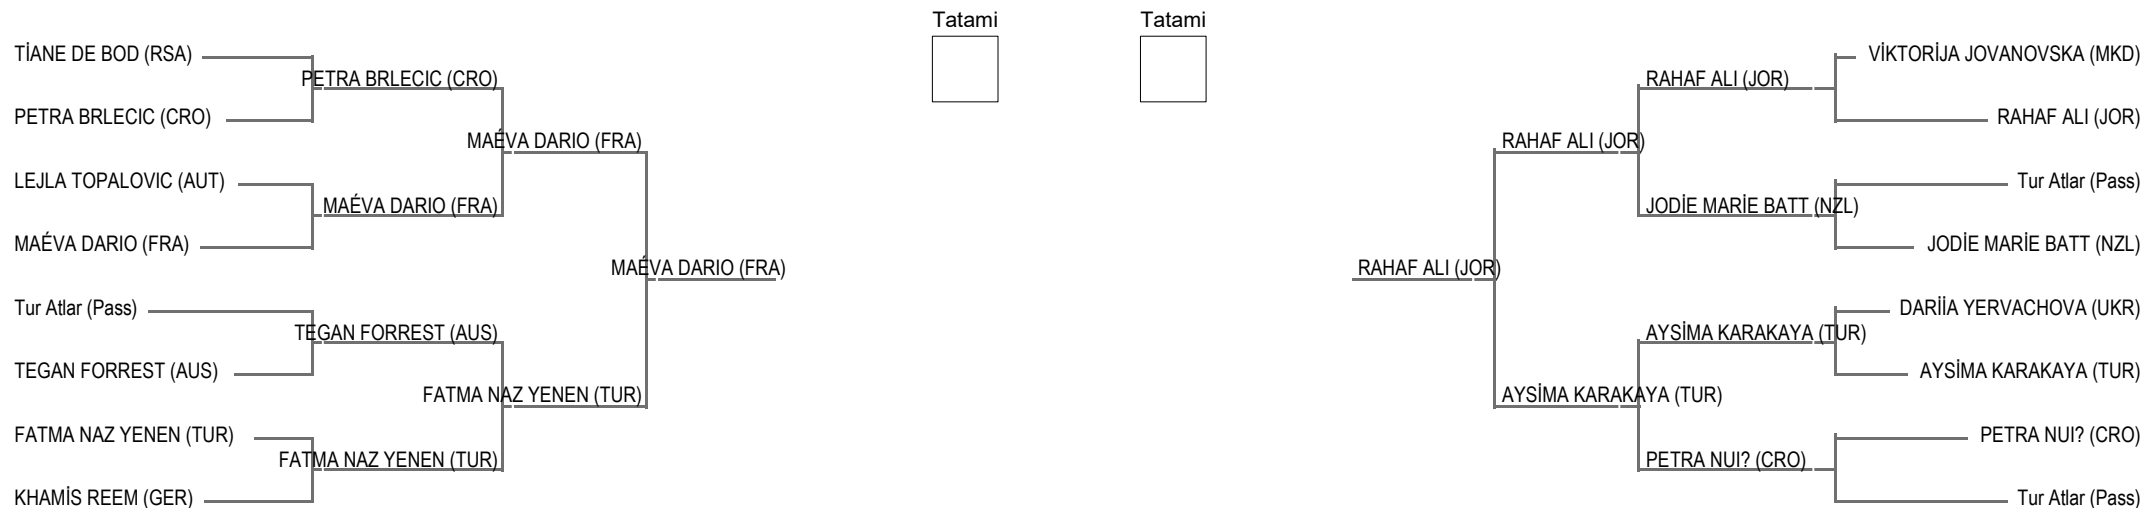 Tatami
Tatami
TİANE DE BOD (RSA)
PETRA BRLECIC (CRO)
PETRA BRLECIC (CRO)
MAÉVA DARIO (FRA)
LEJLA TOPALOVIC (AUT)
MAÉVA DARIO (FRA)
MAÉVA DARIO (FRA)
MAÉVA DARIO (FRA)
Tur Atlar (Pass)
TEGAN FORREST (AUS)
TEGAN FORREST (AUS)
FATMA NAZ YENEN (TUR)
FATMA NAZ YENEN (TUR)
FATMA NAZ YENEN (TUR)
KHAMİS REEM (GER)
VİKTORİJA JOVANOVSKA (MKD)
RAHAF ALI (JOR)
RAHAF ALI (JOR)
RAHAF ALI (JOR)
Tur Atlar (Pass)
JODİE MARİE BATT (NZL)
JODİE MARİE BATT (NZL)
RAHAF ALI (JOR)
DARİİA YERVACHOVA (UKR)
AYSİMA KARAKAYA (TUR)
AYSİMA KARAKAYA (TUR)
AYSİMA KARAKAYA (TUR)
PETRA NUI? (CRO)
PETRA NUI? (CRO)
Tur Atlar (Pass)